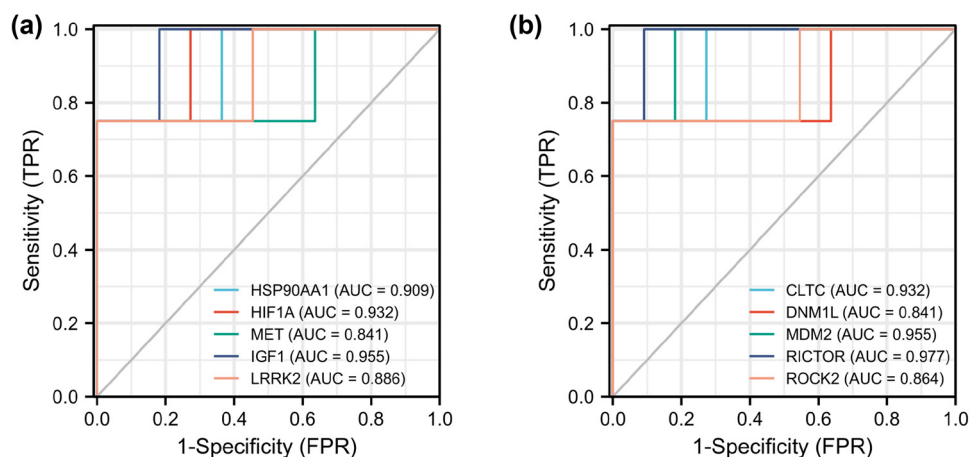 (a)
1.0
0.8
0.6
0.4
0.2
0.0
Sensitivity (TPR)
HSP90AA1 (AUC = 0.909)
HIF1A (AUC = 0.932)
MET (AUC = 0.841)
IGF1 (AUC = 0.955)
LRRK2 (AUC = 0.886)
0.0 0.2 0.4 0.6 0.8 1.0
1-Specificity (FPR)
(b)
1.0
0.8
0.6
0.4
0.2
0.0
Sensitivity (TPR)
CLTC (AUC = 0.932)
DNM1L (AUC = 0.841)
MDM2 (AUC = 0.955)
RICTOR (AUC = 0.977)
ROCK2 (AUC = 0.864)
0.0 0.2 0.4 0.6 0.8 1.0
1-Specificity (FPR)